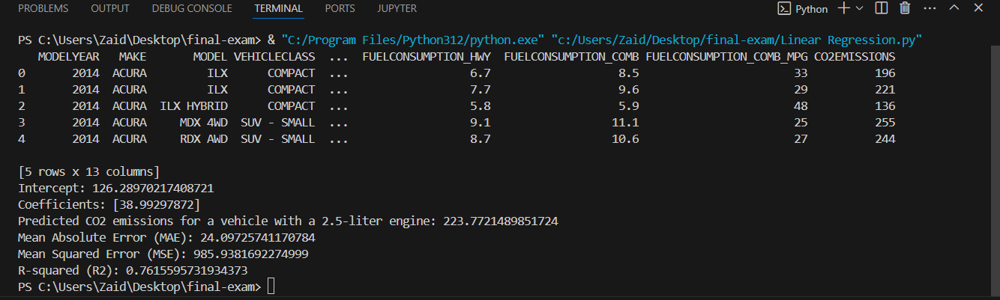 PROBLEMS OUTPUT DEBUG CONSOLE TERMINAL PORTS JUPYTER Python
PS C:\Users\Zaid\Desktop\final-exam> & "C:/Program Files/Python312/python.exe" "c:/Users/Zaid/Desktop/final-exam/Linear Regression.py"
MODELYEAR MAKE MODEL VEHICLECLASS ... FUELCONSUMPTION_HWY FUELCONSUMPTION_COMB FUELCONSUMPTION_COMB_MPG CO2EMISSIONS
0 2014 ACURA ILX COMPACT ... 6.7 8.5 33 196
1 2014 ACURA ILX COMPACT ... 7.7 9.6 29 221
2 2014 ACURA ILX HYBRID COMPACT ... 5.8 5.9 48 136
3 2014 ACURA MDX 4WD SUV - SMALL ... 9.1 11.1 25 255
4 2014 ACURA RDX AWD SUV - SMALL ... 8.7 10.6 27 244
[5 rows x 13 columns]
Intercept: 126.28970217408721
Coefficients: [38.99297872]
Predicted CO2 emissions for a vehicle with a 2.5-liter engine: 223.7721489851724
Mean Absolute Error (MAE): 24.09725741170784
Mean Squared Error (MSE): 985.9381692274999
R-squared (R2): 0.7615595731934373
PS C:\Users\Zaid\Desktop\final-exam>